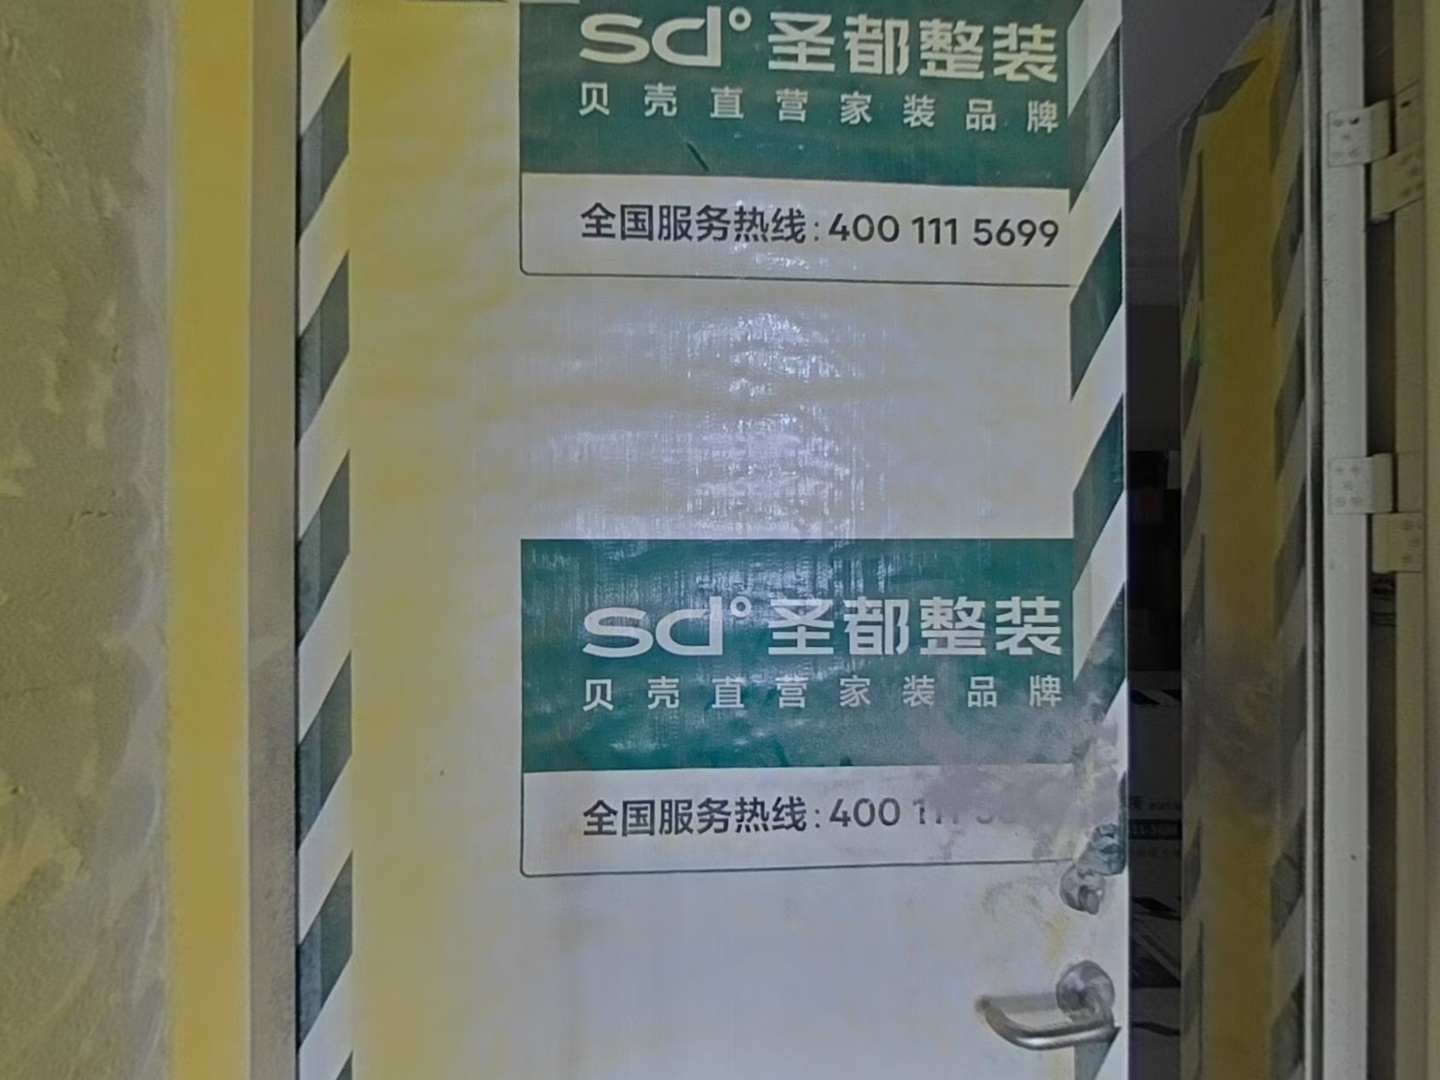 sd° 圣都整装
贝壳直营家装品牌
全国服务热线:400 111 5699
sd° 圣都整装
贝壳直营家装品牌
全国服务热线:400